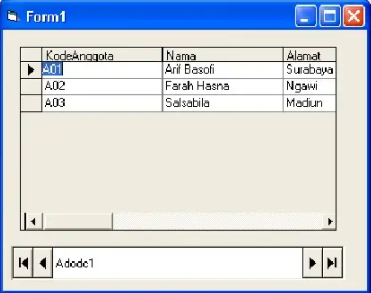 Form1
KodeAnggota Nama Alamat
A01 Arif Basofi Surabaya
A02 Farah Hasna Ngawi
A03 Salsabila Madiun
Adodc1